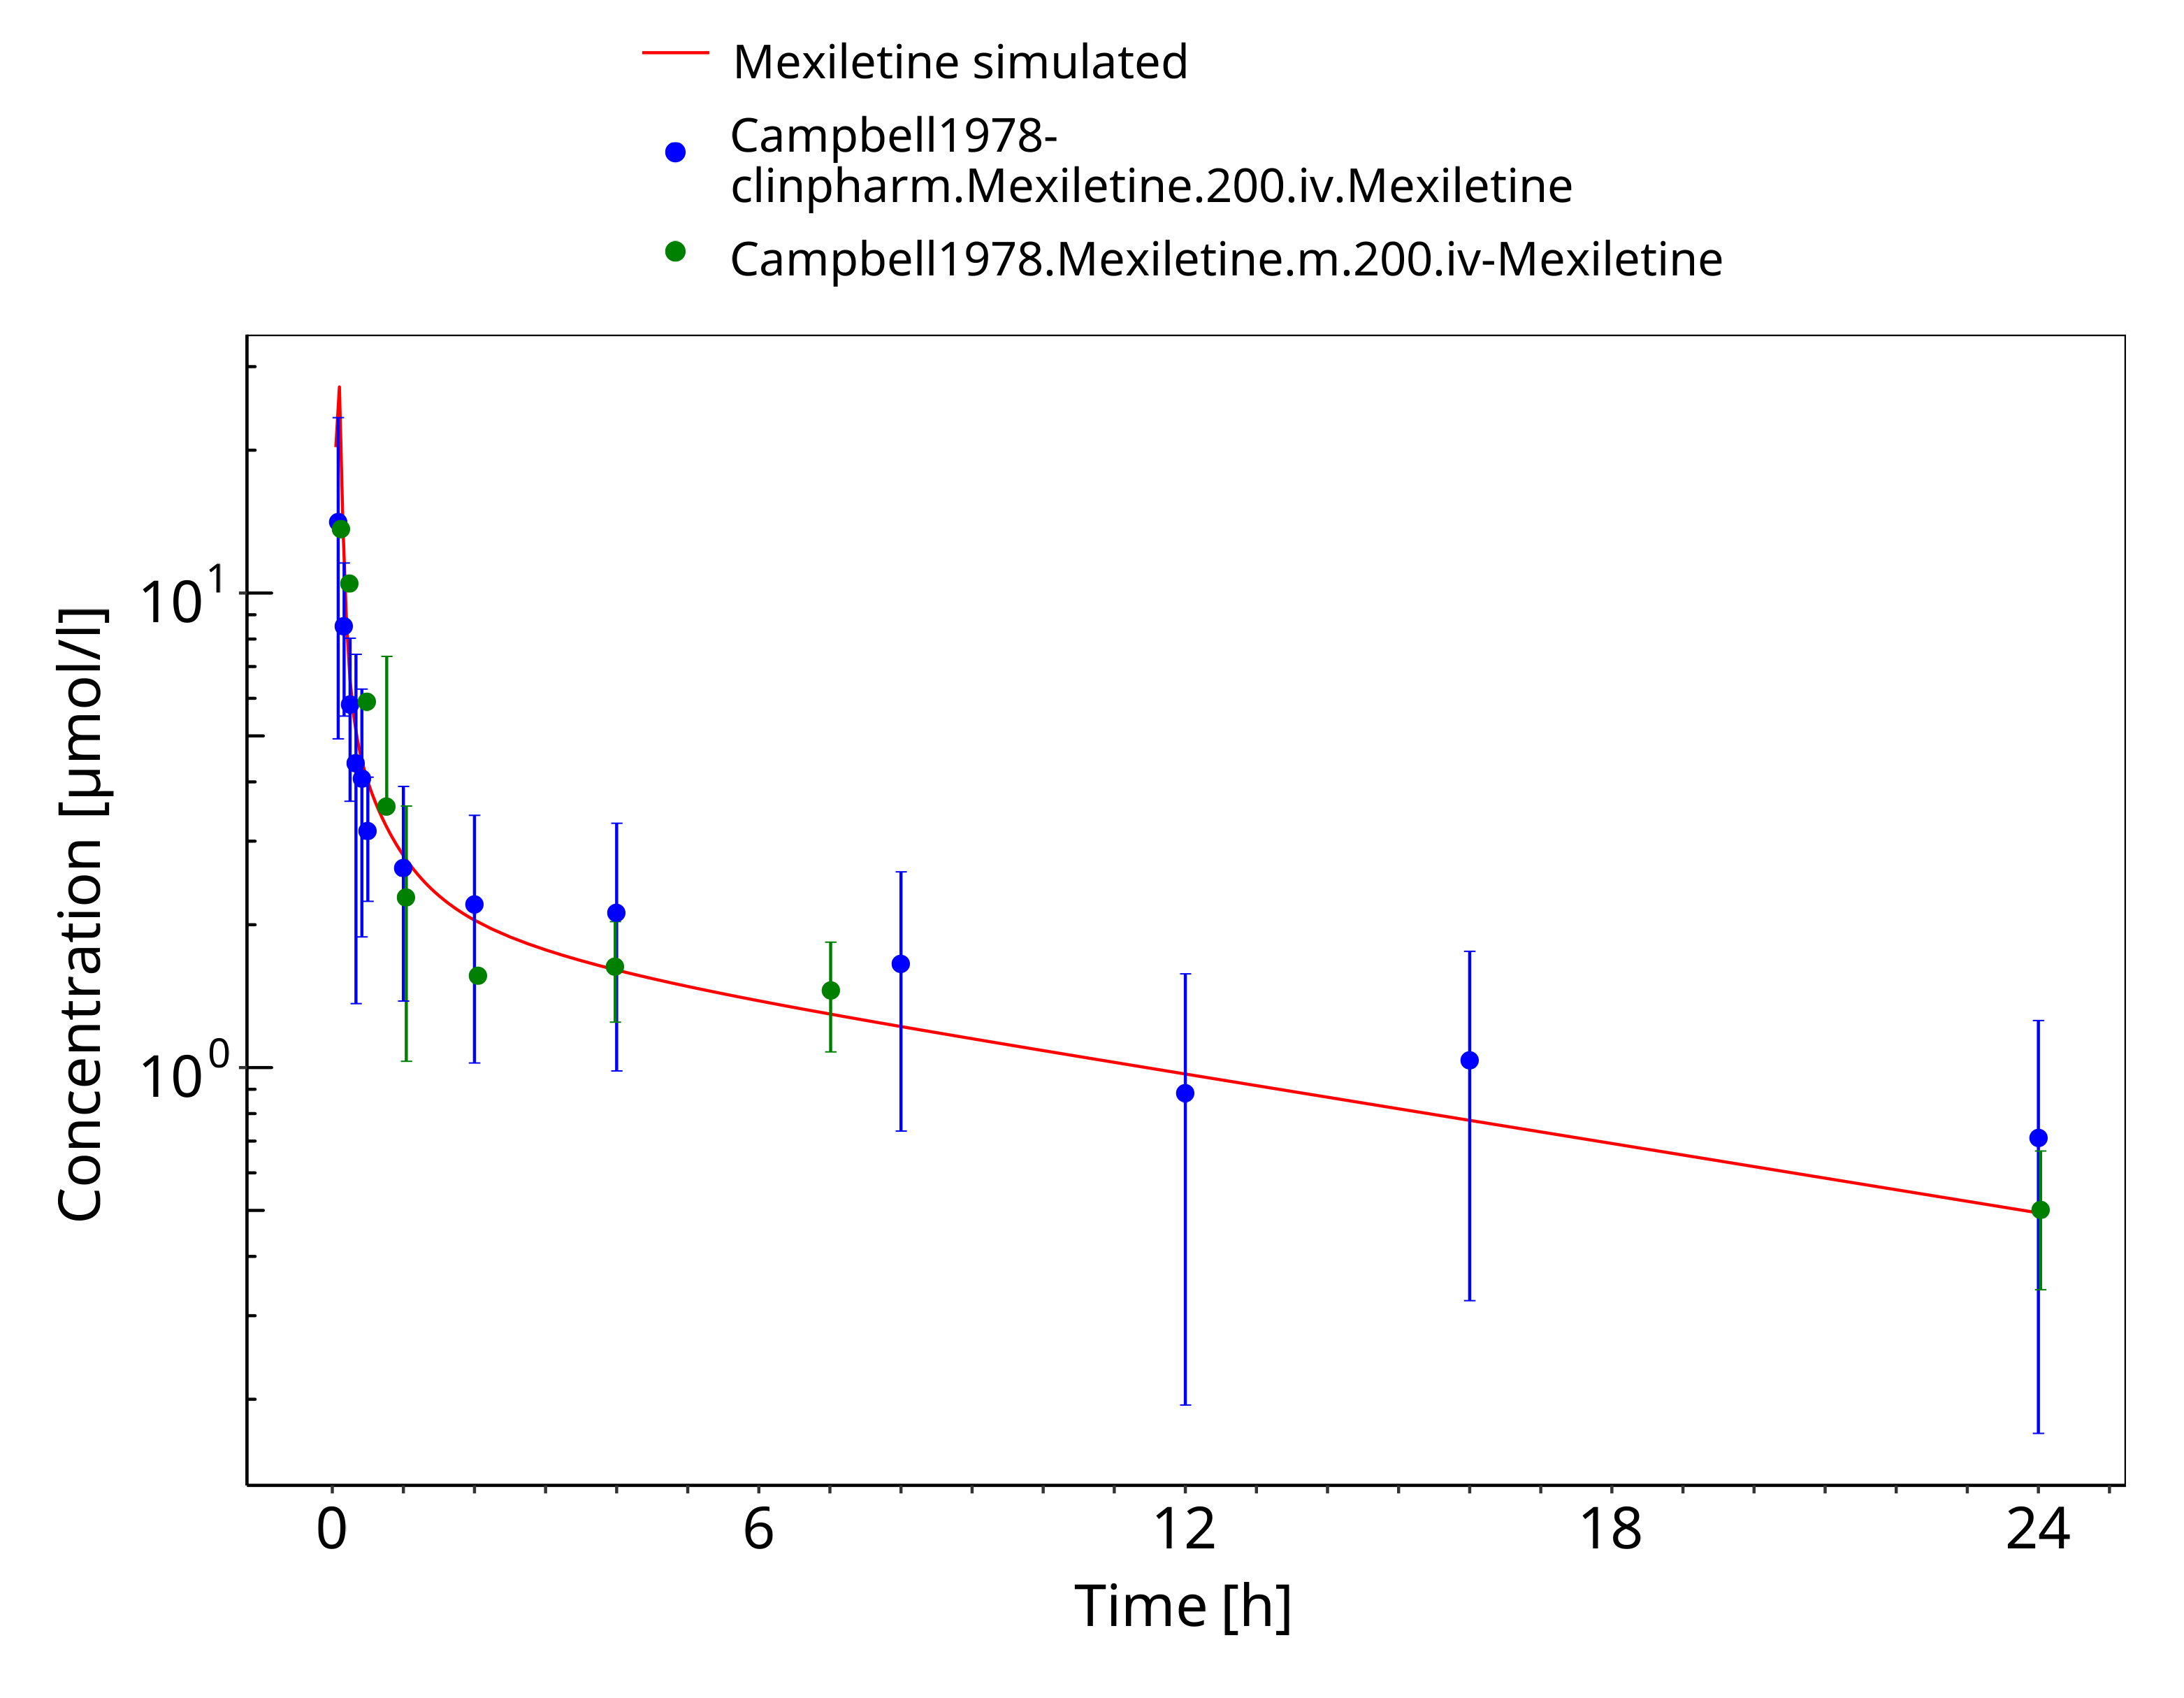 Mexiletine simulated
Campbell1978-
clinpharm.Mexiletine.200.iv.Mexiletine
Campbell1978.Mexiletine.m.200.iv-Mexiletine
Concentration [µmol/l]
10^1
10^0
0 6 12 18 24
Time [h]